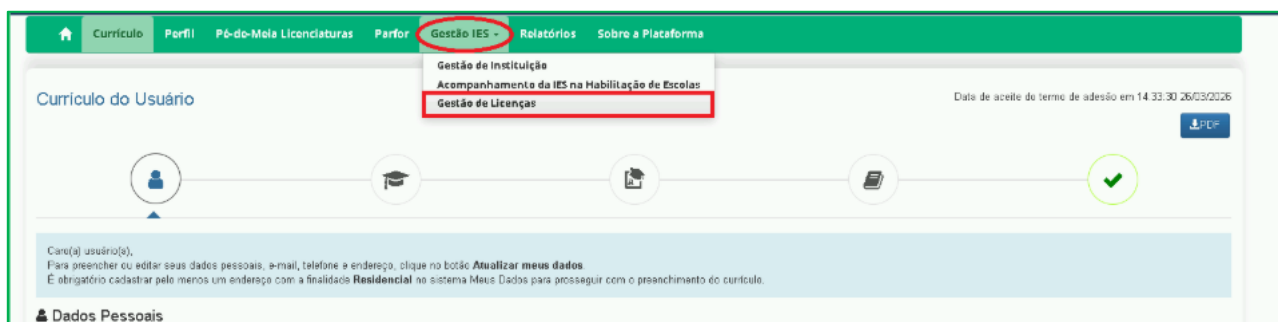 Currículo Perfil Pé-de-Meia Licenciaturas Parfor Gestão IES Relatórios Sobre a Plataforma
Gestão de Instituição
Acompanhamento da IES na Habilitação de Escolas
Gestão de Licenças
Currículo do Usuário
Data de aceite do termo de adesão em 14:33:30 26/03/2026
PDF
Caro(a) usuário(a),
Para preencher ou editar seus dados pessoais, e-mail, telefone e endereço, clique no botão Atualizar meus dados.
É obrigatório cadastrar pelo menos um endereço com a finalidade Residencial no sistema Meus Dados para prosseguir com o preenchimento do currículo.
Dados Pessoais